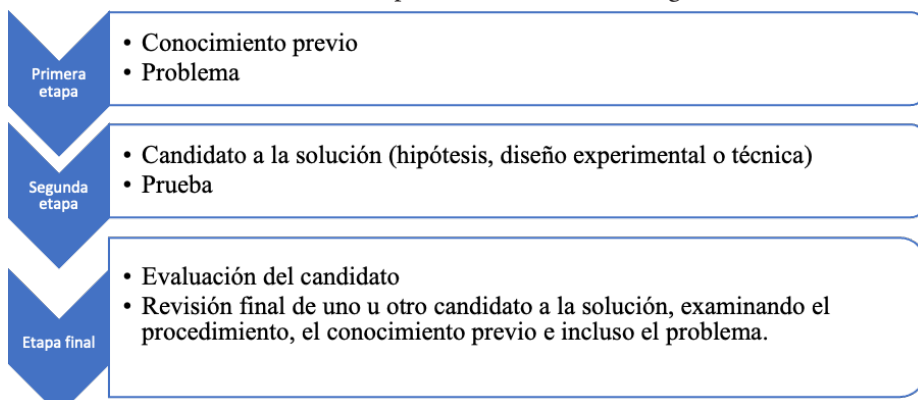 Primera
etapa
• Conocimiento previo
• Problema
Segunda
etapa
• Candidato a la solución (hipótesis, diseño experimental o técnica)
• Prueba
Etapa final
• Evaluación del candidato
• Revisión final de uno u otro candidato a la solución, examinando el
procedimiento, el conocimiento previo e incluso el problema.